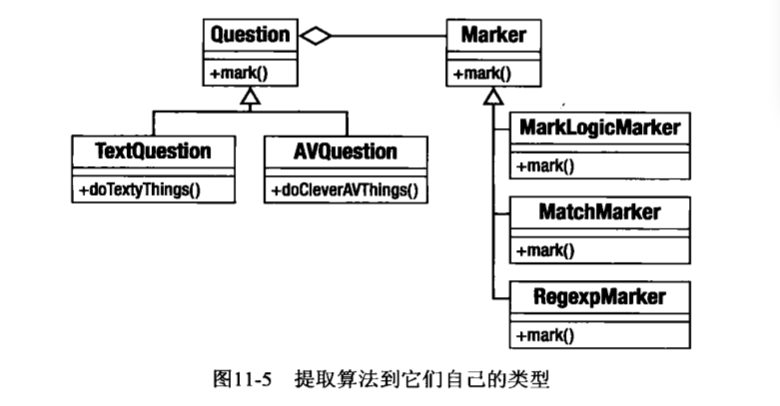 Question
+mark()
Marker
+mark()
TextQuestion
+doTextyThings()
AVQuestion
+doCleverAVThings()
MarkLogicMarker
+mark()
MatchMarker
+mark()
RegexpMarker
+mark()
图11-5 提取算法到它们自己的类型